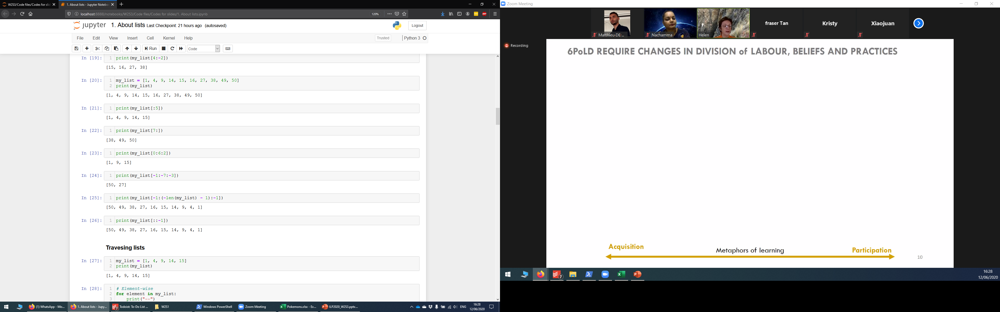 W2S3/Code files/Codes for slid
1. About lists - Jupyter Notebo
localhost:8888/notebooks/W2S3/Code files/Codes for slides/1. About lists.ipynb
120%
ABP
jupyter 1. About lists Last Checkpoint: 21 hours ago (autosaved)
Logout
File Edit View Insert Cell Kernel Help
Trusted
Python 3
Run
Code
In [19]: 1 print(my_list[4:-2])
[15, 16, 27, 38]
In [20]: 1 my_list = [1, 4, 9, 14, 15, 16, 27, 38, 49, 50]
2 print(my_list)
[1, 4, 9, 14, 15, 16, 27, 38, 49, 50]
In [21]: 1 print(my_list[:5])
[1, 4, 9, 14, 15]
In [22]: 1 print(my_list[7:])
[38, 49, 50]
In [23]: 1 print(my_list[0:6:2])
[1, 9, 15]
In [24]: 1 print(my_list[-1:-7:-3])
[50, 27]
In [25]: 1 print(my_list[-1:(-len(my_list) - 1):-1])
[50, 49, 38, 27, 16, 15, 14, 9, 4, 1]
In [26]: 1 print(my_list[::-1])
[50, 49, 38, 27, 16, 15, 14, 9, 4, 1]
Travesing lists
In [27]: 1 my_list = [1, 4, 9, 14, 15]
2 print(my_list)
[1, 4, 9, 14, 15]
In [28]: 1 # Element-wise
2 for element in my_list:
3 print("--")
(1) WhatsApp - Mo...
1. About lists - Jupy...
7
Todoist: To-Do List ...
W2S1
Windows PowerShell
Zoom Meeting
Pokemons.xlsx - Ex...
ILP2020_W2S3.pptx...
ENG
16:28
12/06/2020
Zoom Meeting
Matthieu DE ...
Nachamma
Helen
fraser Tan
Kristy
Xiaojuan
Recording
6PoLD REQUIRE CHANGES IN DIVISION of LABOUR, BELIEFS AND PRACTICES
Acquisition
Metaphors of learning
Participation
10
7
16:28
12/06/2020